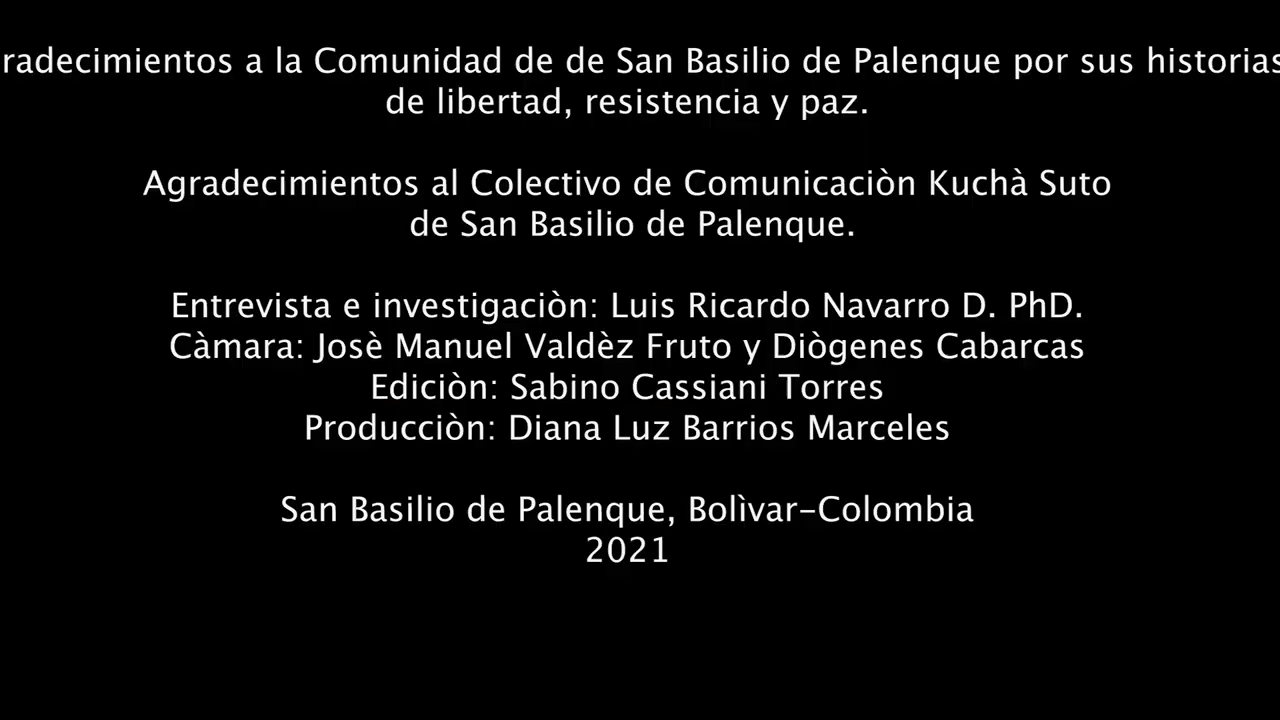 radecimientos a la Comunidad de de San Basilio de Palenque por sus historias
de libertad, resistencia y paz.
Agradecimientos al Colectivo de Comunicaciòn Kuchà Suto
de San Basilio de Palenque.
Entrevista e investigaciòn: Luis Ricardo Navarro D. PhD.
Càmara: Josè Manuel Valdèz Fruto y Diògenes Cabarcas
Ediciòn: Sabino Cassiani Torres
Producciòn: Diana Luz Barrios Marceles
San Basilio de Palenque, Bolìvar-Colombia
2021